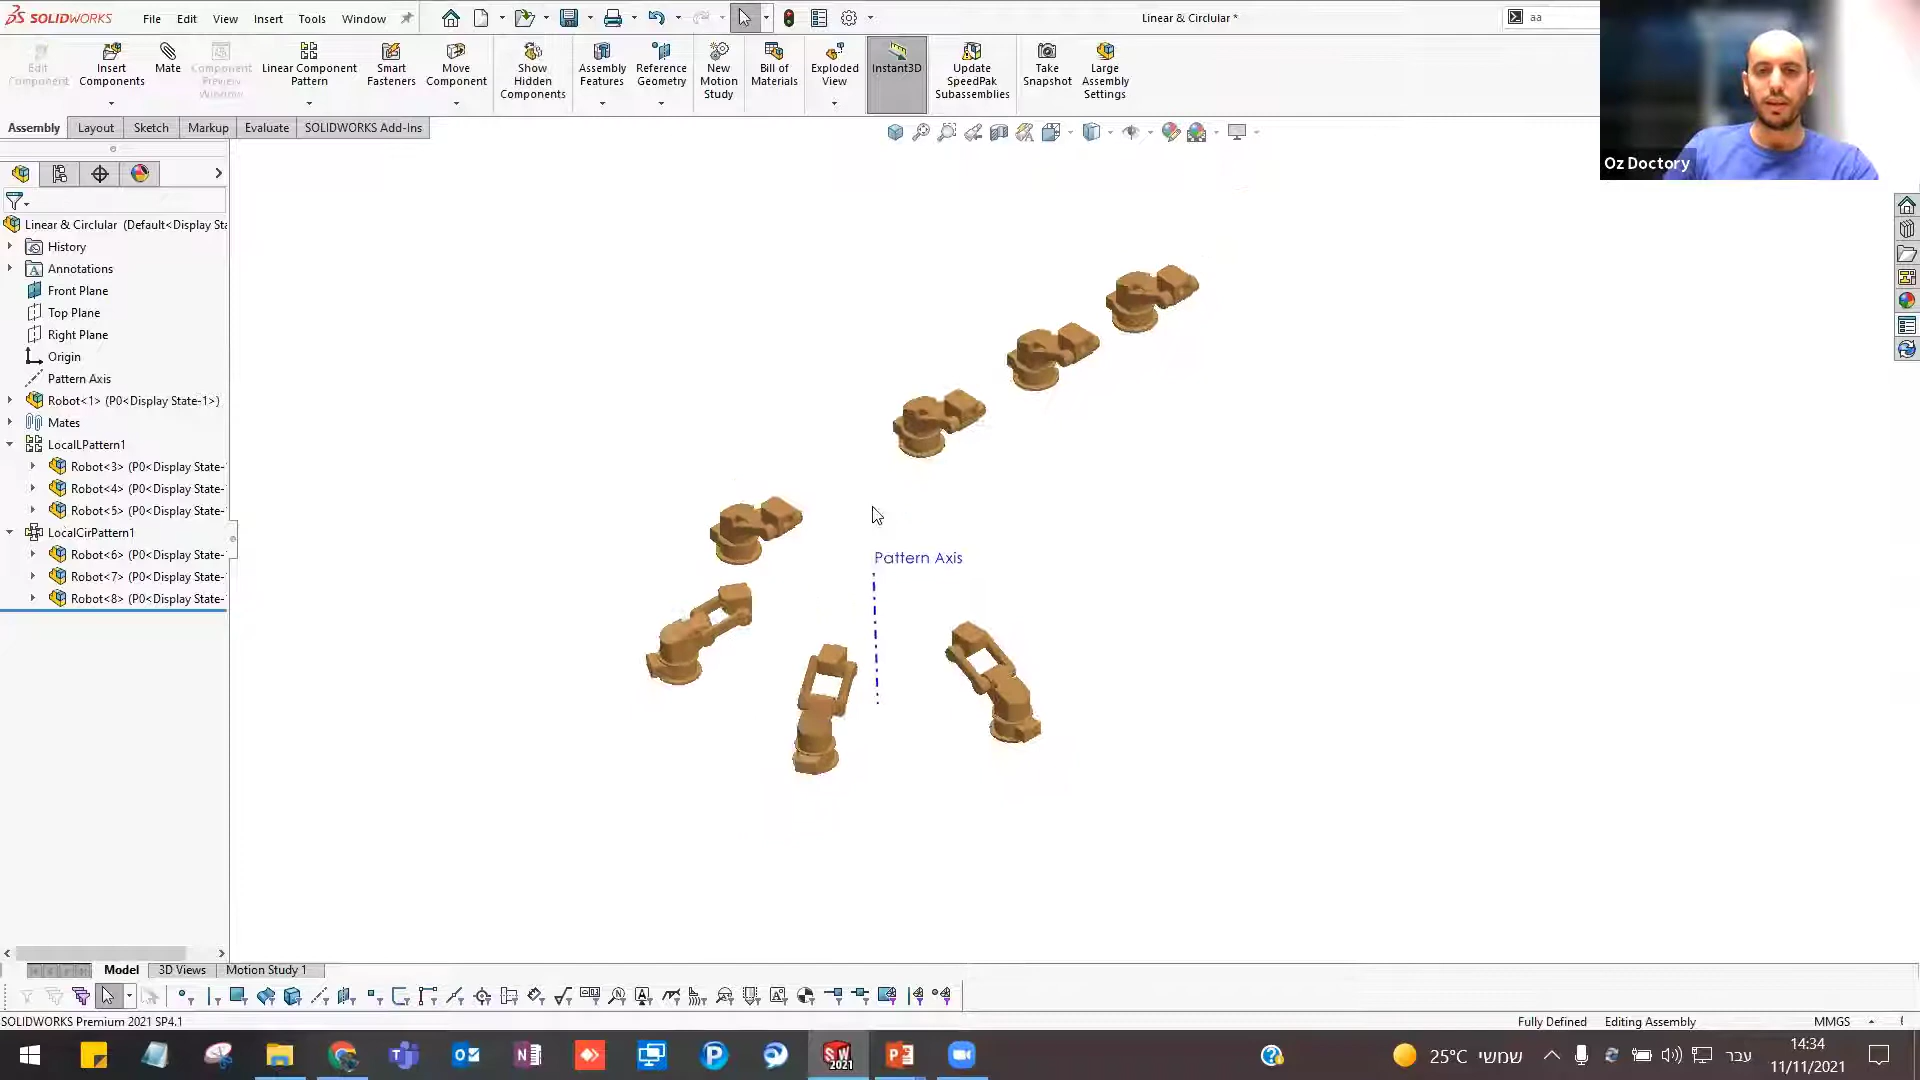 SOLIDWORKS File Edit View Insert Tools Window Linear & Circlular * aa
Edit Component
Insert Components
Mate
Component Preview Window
Linear Component Pattern
Smart Fasteners
Move Component
Show Hidden Components
Assembly Features
Reference Geometry
New Motion Study
Bill of Materials
Exploded View
Instant3D
Update SpeedPak Subassemblies
Take Snapshot
Large Assembly Settings
Assembly Layout Sketch Markup Evaluate SOLIDWORKS Add-Ins
Oz Doctory
Linear & Circlular (Default<Display Sta
History
Annotations
Front Plane
Top Plane
Right Plane
Origin
Pattern Axis
Robot<1> (P0<Display State-1>)
Mates
LocalLPattern1
Robot<3> (P0<Display State-
Robot<4> (P0<Display State-
Robot<5> (P0<Display State-
LocalCirPattern1
Robot<6> (P0<Display State-
Robot<7> (P0<Display State-
Robot<8> (P0<Display State-
Pattern Axis
Model 3D Views Motion Study 1
SOLIDWORKS Premium 2021 SP4.1 Fully Defined Editing Assembly MMGS
SW 2021
25°C שמשי
עבר
14:34
11/11/2021